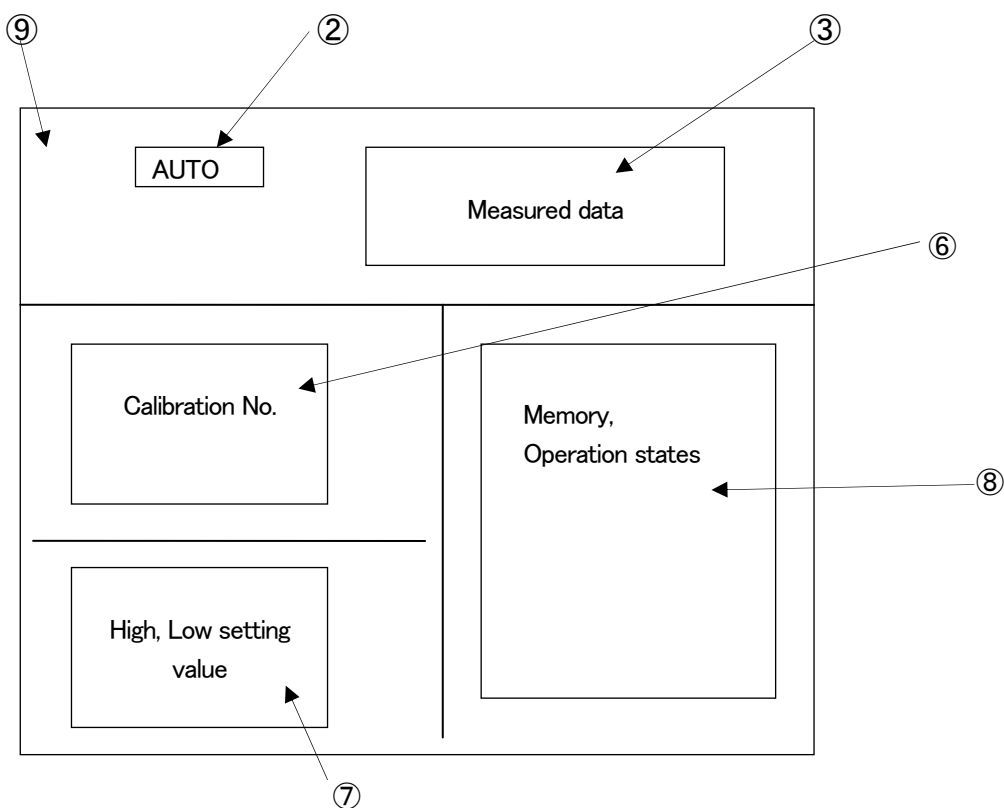 ⑨
②
③
AUTO
Measured data
⑥
Calibration No.
Memory,
Operation states
⑧
High, Low setting
value
⑦